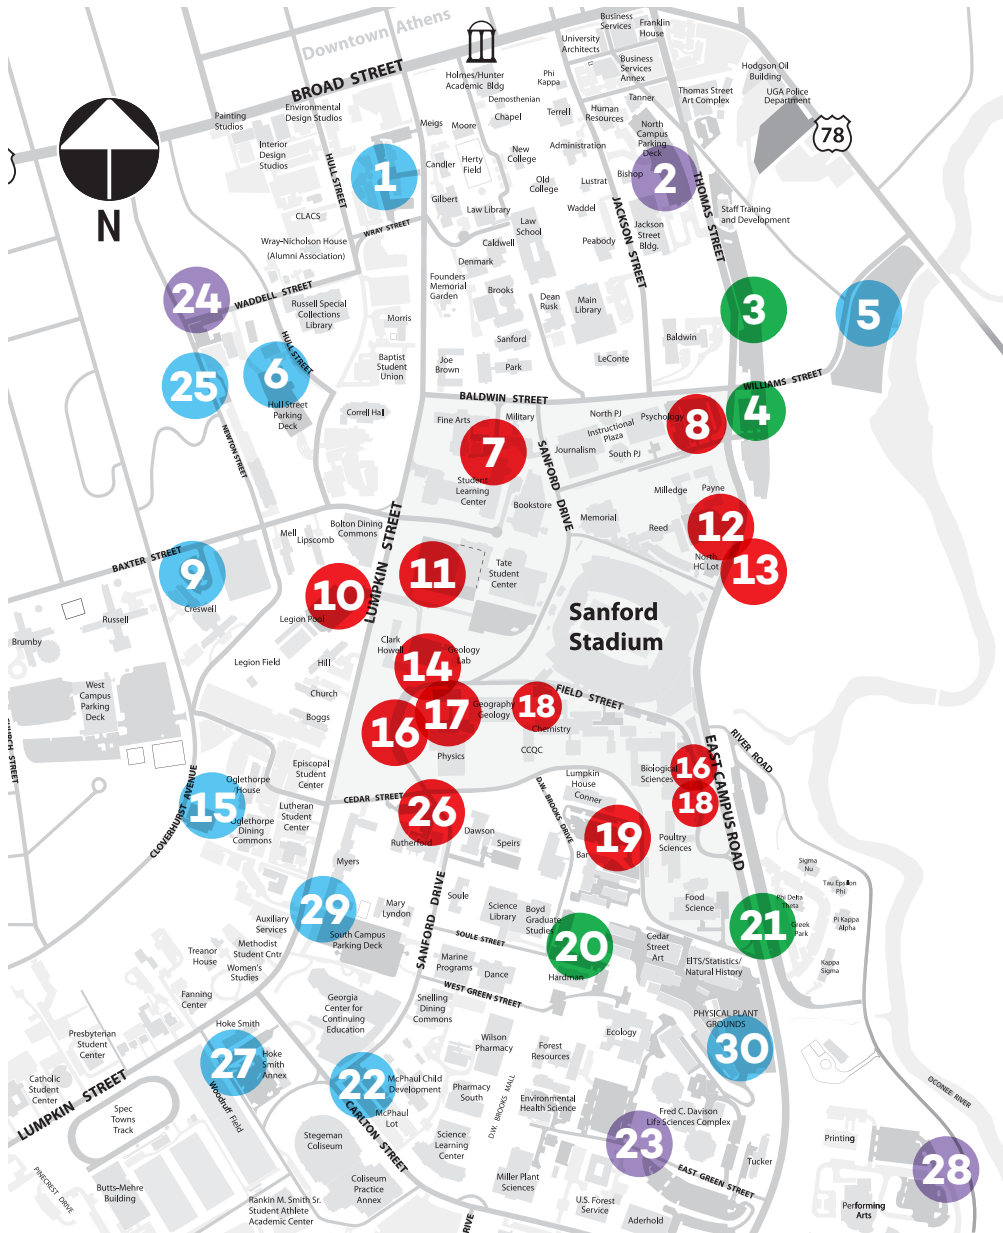 Downtown Athens
BROAD STREET
Business
Services
Franklin
House
University
Architects
Business
Services
Annex
Hodgson Oil
Building
UGA Police
Department
78
Holmes/Hunter
Academic Bldg
Phi
Kappa
Tanner
Thomas Street
Art Complex
Demosthenian
Terrell
Human
Resources
North
Campus
Parking
Deck
Painting
Studios
Environmental
Design Studios
Interior
Design
Studios
HULL STREET
Meigs
Moore
Chapel
Candler
Herty
Field
New
College
Administration
Old
College
Lustrat
Bishop
1
2
THOMAS STREET
N
Gilbert
Law Library
Waddel
JACKSON STREET
Staff Training
and Development
CLACS
WRAY STREET
Law
School
Jackson
Street
Bldg.
Wray-Nicholson House
(Alumni Association)
Caldwell
Peabody
Denmark
Founders
Memorial
Garden
Brooks
Dean
Rusk
Main
Library
24
WADDELL STREET
Russell Special
Collections
Library
3
5
Morris
HULL STREET
Sanford
Baldwin
25
6
Baptist
Student
Union
Joe
Brown
Park
LeConte
WILLIAMS STREET
Hull Street
Parking
Deck
Correll Hall
BALDWIN STREET
4
Fine Arts
Military
North PJ
Psychology
8
Instructional
Plaza
NEWTON STREET
7
SANFORD DRIVE
Journalism
South PJ
Student
Learning
Center
Milledge
Payne
Bookstore
Memorial
Reed
12
Mell
Lipscomb
Bolton Dining
Commons
LUMPKIN STREET
BAXTER STREET
9
Creswell
11
Tate
Student
Center
North
HC Lot
13
10
Legion Pool
Sanford
Stadium
Russell
Brumby
Clark
Howell
14
Geology
Lab
Legion Field
Hill
West
Campus
Parking
Deck
Church
FIELD STREET
Boggs
17
Geography
Geology
18
Chemistry
16
CHURCH STREET
Physics
CCQC
RIVER ROAD
EAST CAMPUS ROAD
Episcopal
Student
Center
Biological
Sciences
16
Lumpkin
House
Conner
Oglethorpe
House
CEDAR STREET
D.W. BROOKS DRIVE
18
CLOVERHURST AVENUE
15
Lutheran
Student
Center
26
19
Oglethorpe
Dining
Commons
Rutherford
Dawson
Speirs
Bar
Poultry
Sciences
Myers
Sigma
Nu
Tau Epsilon
Phi
SANFORD DRIVE
Soule
Food
Science
Phi Delta
Theta
29
Mary
Lyndon
Science
Library
Boyd
Graduate
Studies
21
Greek
Park
Pi Kappa
Alpha
Auxiliary
Services
South Campus
Parking Deck
SOULE STREET
20
Cedar
Street
Art
Treanor
House
Methodist
Student Cntr
Women's
Studies
Marine
Programs
Dance
Hardman
EITS/Statistics/
Natural History
Kappa
Sigma
WEST GREEN STREET
Fanning
Center
Georgia
Center for
Continuing
Education
Snelling
Dining
Commons
PHYSICAL PLANT
GROUNDS
Hoke Smith
Presbyterian
Student
Center
Wilson
Pharmacy
Ecology
Forest
Resources
30
27
Hoke
Smith
Annex
22
McPhaul Child
Development
Catholic
Student
Center
LUMPKIN STREET
Woodruff Field
Pharmacy
South
D.W. BROOKS MALL
Environmental
Health Science
OCONEE RIVER
CARLTON STREET
McPhaul
Lot
Fred C. Davison
Life Sciences Complex
Spec
Towns
Track
Stegeman
Coliseum
Science
Learning
Center
23
Printing
PINECREST DRIVE
EAST GREEN STREET
Tucker
28
Butts-Mehre
Building
Coliseum
Practice
Annex
Miller Plant
Sciences
U.S. Forest
Service
Rankin M. Smith Sr.
Student Athlete
Academic Center
DRIVE
Aderhold
Performing
Arts